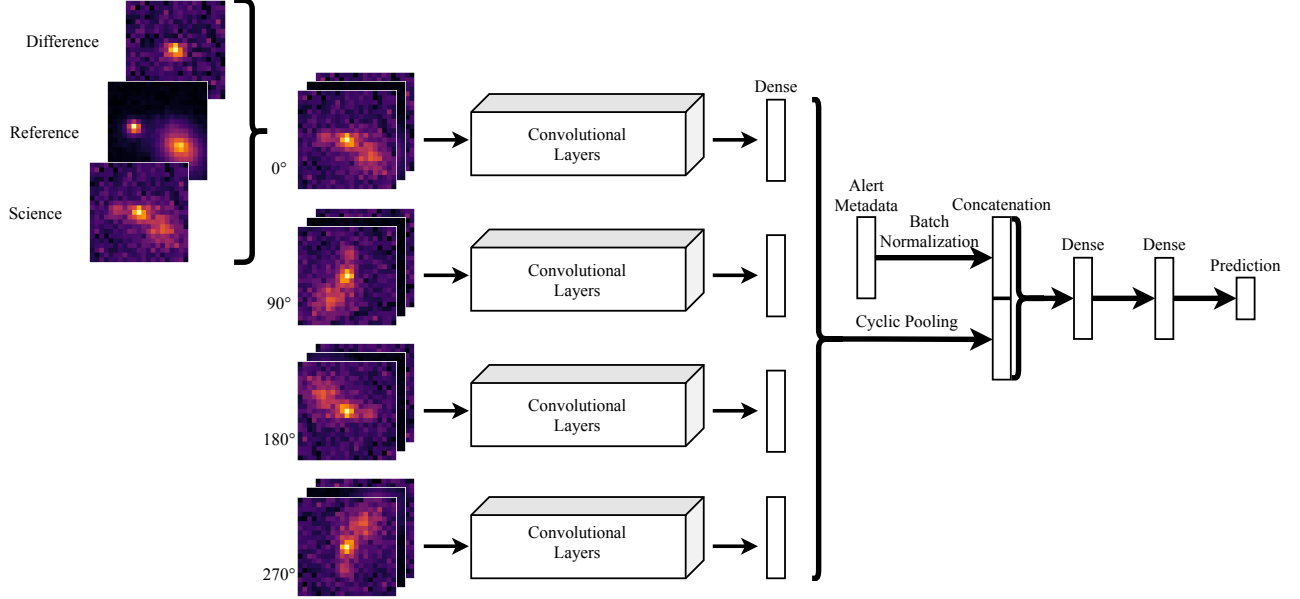 Difference
Reference
Science
0°
90°
180°
270°
Convolutional
Layers
Convolutional
Layers
Convolutional
Layers
Convolutional
Layers
Dense
Alert
Metadata
Batch
Normalization
Concatenation
Cyclic Pooling
Dense
Dense
Prediction